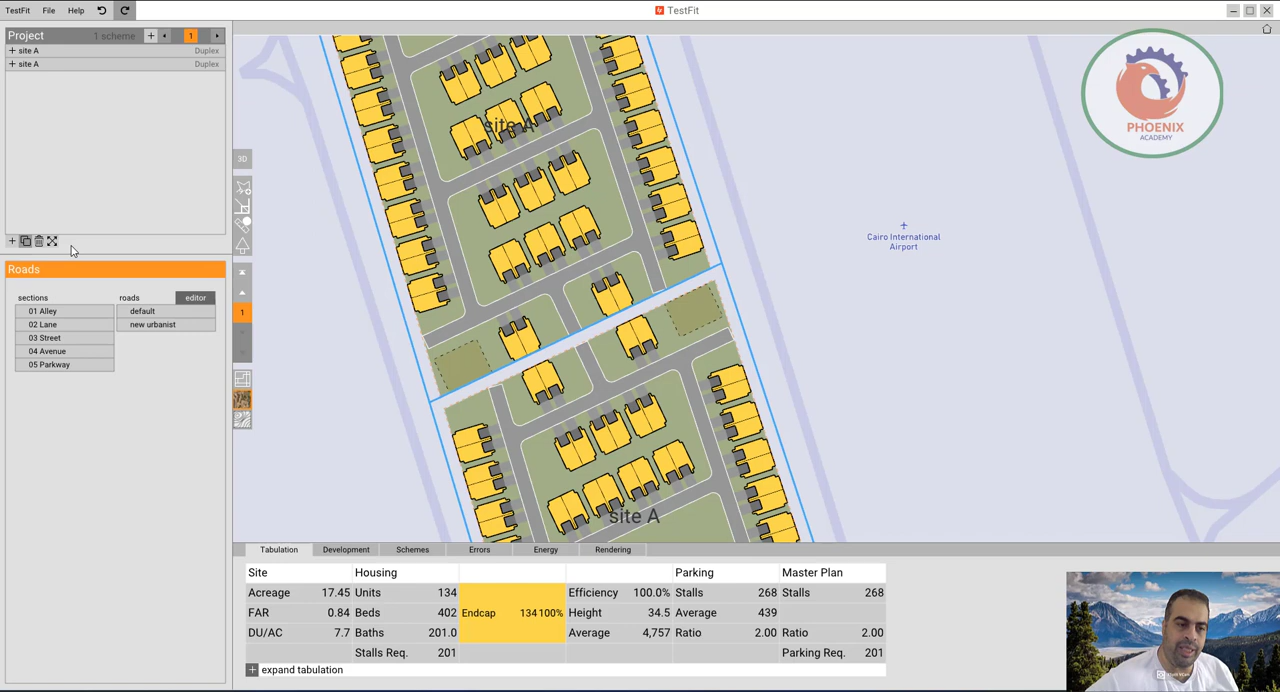 TestFit File Help
TestFit
Project 1 scheme + 1
+ site A Duplex
+ site A Duplex
Roads
sections roads editor
01 Alley default
02 Lane new urbanist
03 Street
04 Avenue
05 Parkway
3D
1
site A
site A
Cairo International
Airport
PHOENIX
ACADEMY
Tabulation Development Schemes Errors Energy Rendering
Site Housing Parking Master Plan
Acreage 17.45 Units 134 Efficiency 100.0% Stalls 268 Stalls 268
FAR 0.84 Beds 402 Endcap 134 100% Height 34.5 Average 439
DU/AC 7.7 Baths 201.0 Average 4,757 Ratio 2.00 Ratio 2.00
Stalls Req. 201 Parking Req. 201
+ expand tabulation